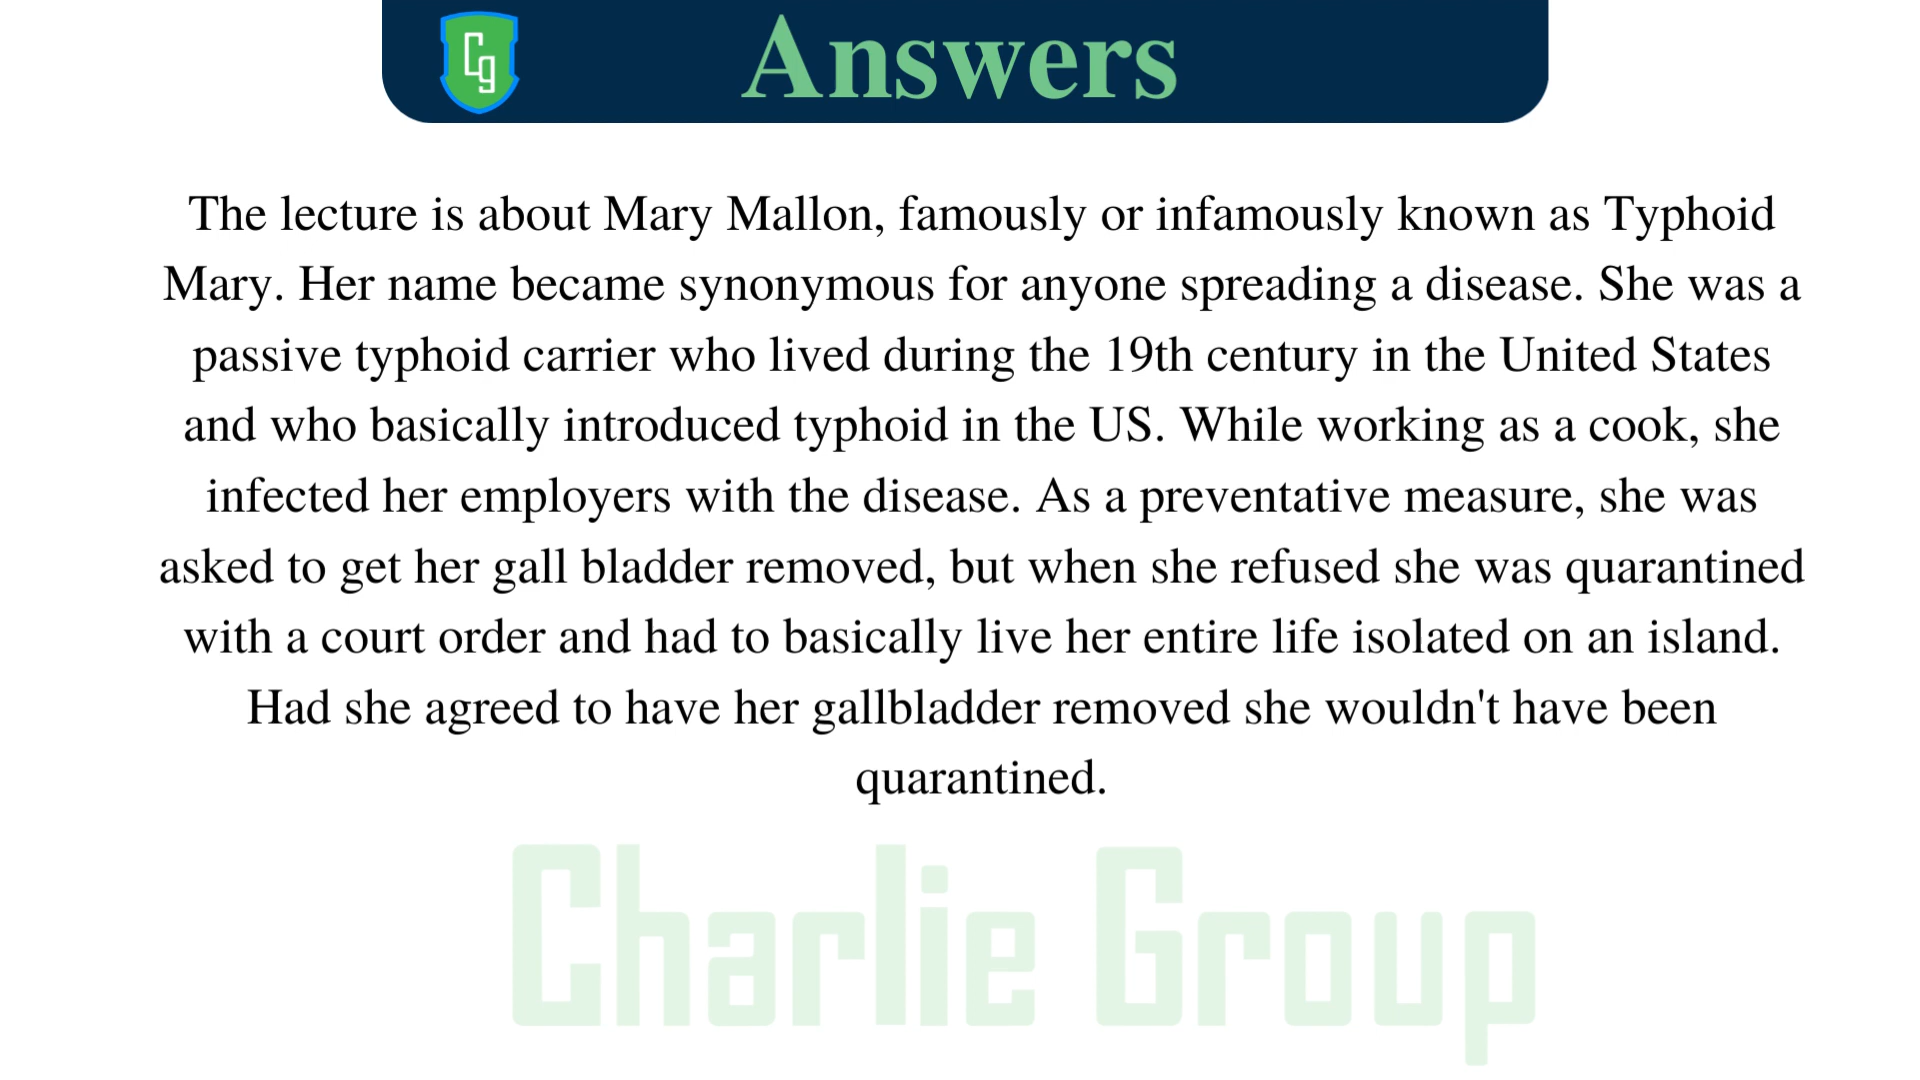 Cg
Answers
The lecture is about Mary Mallon, famously or infamously known as Typhoid
Mary. Her name became synonymous for anyone spreading a disease. She was a
passive typhoid carrier who lived during the 19th century in the United States
and who basically introduced typhoid in the US. While working as a cook, she
infected her employers with the disease. As a preventative measure, she was
asked to get her gall bladder removed, but when she refused she was quarantined
with a court order and had to basically live her entire life isolated on an island.
Had she agreed to have her gallbladder removed she wouldn't have been
quarantined.
Charlie Group